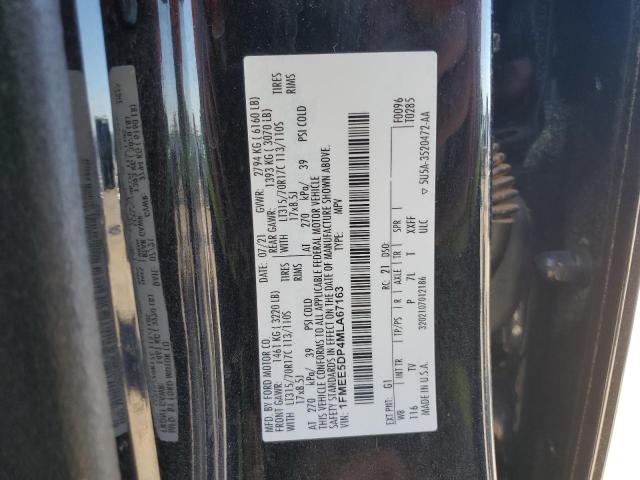 MFD. BY FORD MOTOR CO.
DATE: 07/21 GVWR: 2794 KG ( 6160 LB)
FRONT GAWR: 1461 KG ( 3220 LB) REAR GAWR: 1393 KG ( 3070 LB)
WITH LT315/70R17C 113/110S TIRES WITH LT315/70R17C 113/110S TIRES
17x8.5J RIMS 17x8.5J RIMS
AT 270 kPa/ 39 PSI COLD AT 270 kPa/ 39 PSI COLD
THIS VEHICLE CONFORMS TO ALL APPLICABLE FEDERAL MOTOR VEHICLE
SAFETY STANDARDS IN EFFECT ON THE DATE OF MANUFACTURE SHOWN ABOVE.
VIN: 1FMEE5DP4MLA67163 TYPE: MPV
F0096
T0285
EXT PNT: G1 RC: 21 DSO:
WB INT TR TP/PS R AXLE TR SPR
116 TV 7L T XXFF
MADE IN U.S.A. 320210701218б ULC
▽ 5U5A-3520472-AA